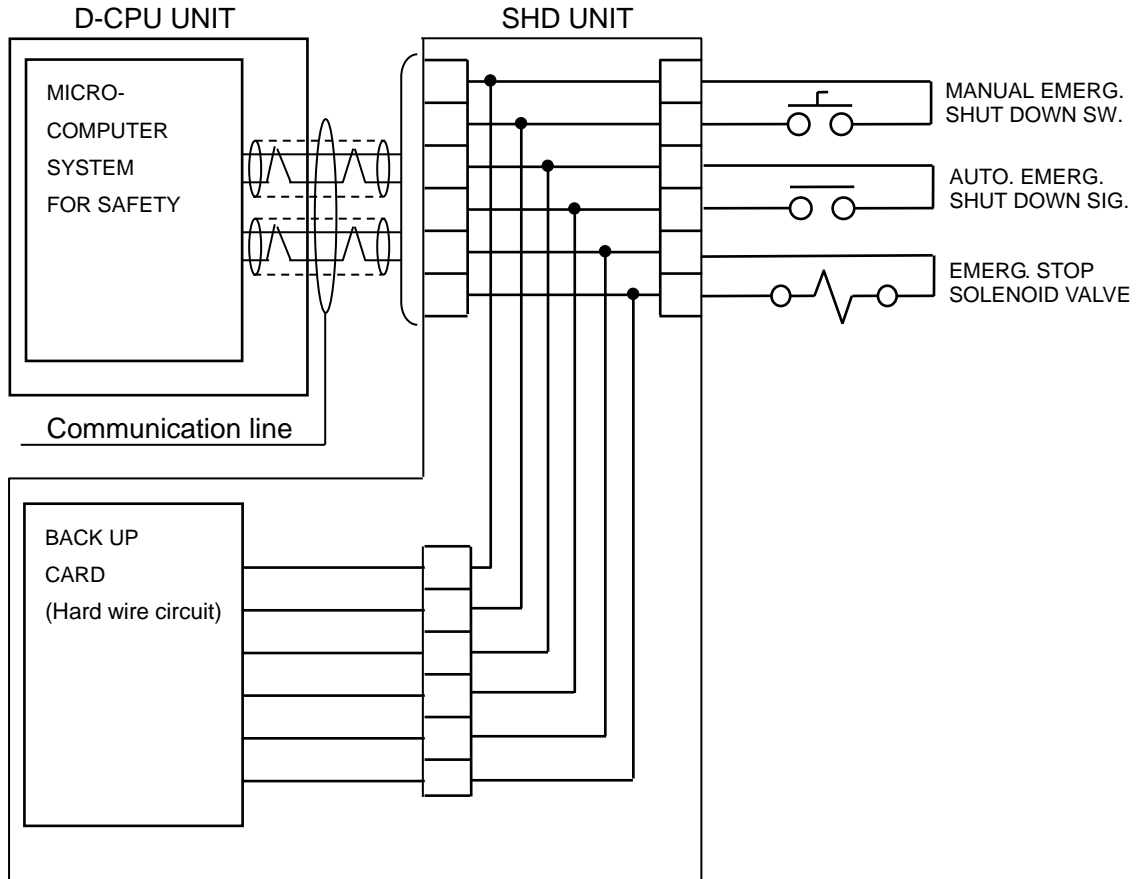 D-CPU UNIT
SHD UNIT
MICRO-
COMPUTER
SYSTEM
FOR SAFETY
MANUAL EMERG.
SHUT DOWN SW.
AUTO. EMERG.
SHUT DOWN SIG.
EMERG. STOP
SOLENOID VALVE
Communication line
BACK UP
CARD
(Hard wire circuit)